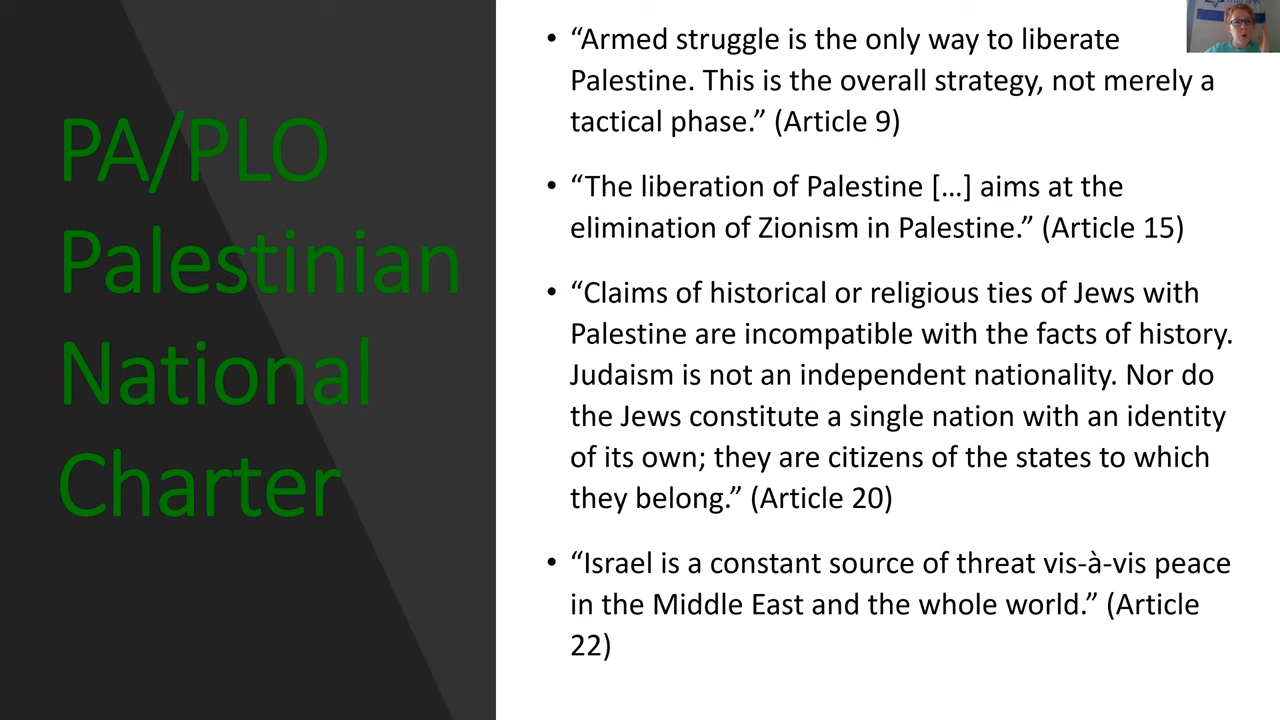 PA/PLO
Palestinian
National
Charter
• “Armed struggle is the only way to liberate
Palestine. This is the overall strategy, not merely a
tactical phase.” (Article 9)
• “The liberation of Palestine […] aims at the
elimination of Zionism in Palestine.” (Article 15)
• “Claims of historical or religious ties of Jews with
Palestine are incompatible with the facts of history.
Judaism is not an independent nationality. Nor do
the Jews constitute a single nation with an identity
of its own; they are citizens of the states to which
they belong.” (Article 20)
• “Israel is a constant source of threat vis-à-vis peace
in the Middle East and the whole world.” (Article
22)